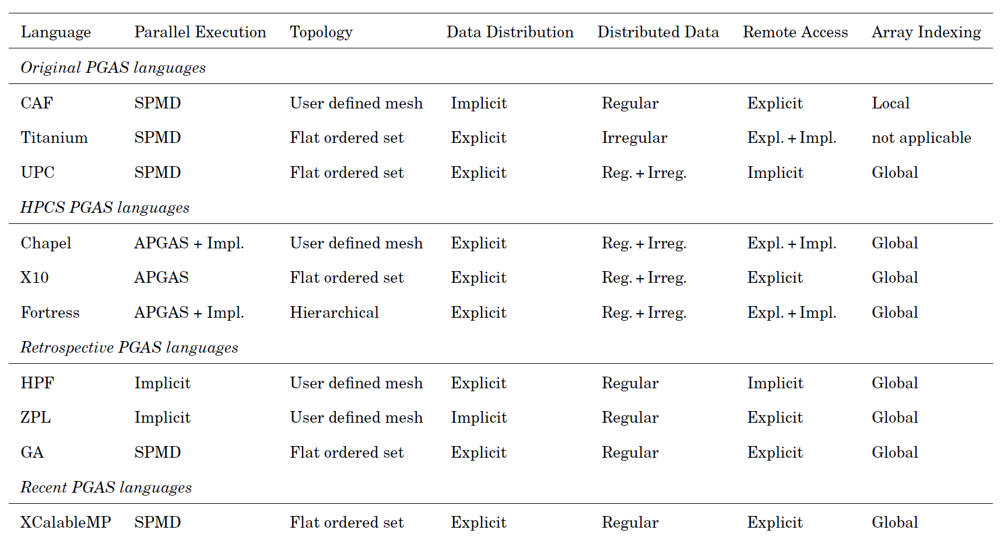 Language Parallel Execution Topology Data Distribution Distributed Data Remote Access Array Indexing
Original PGAS languages
CAF SPMD User defined mesh Implicit Regular Explicit Local
Titanium SPMD Flat ordered set Explicit Irregular Expl. + Impl. not applicable
UPC SPMD Flat ordered set Explicit Reg. + Irreg. Implicit Global
HPCS PGAS languages
Chapel APGAS + Impl. User defined mesh Explicit Reg. + Irreg. Expl. + Impl. Global
X10 APGAS Flat ordered set Explicit Reg. + Irreg. Explicit Global
Fortress APGAS + Impl. Hierarchical Explicit Reg. + Irreg. Expl. + Impl. Global
Retrospective PGAS languages
HPF Implicit User defined mesh Explicit Regular Implicit Global
ZPL Implicit User defined mesh Implicit Regular Explicit Global
GA SPMD Flat ordered set Explicit Regular Explicit Global
Recent PGAS languages
XCalableMP SPMD Flat ordered set Explicit Regular Explicit Global